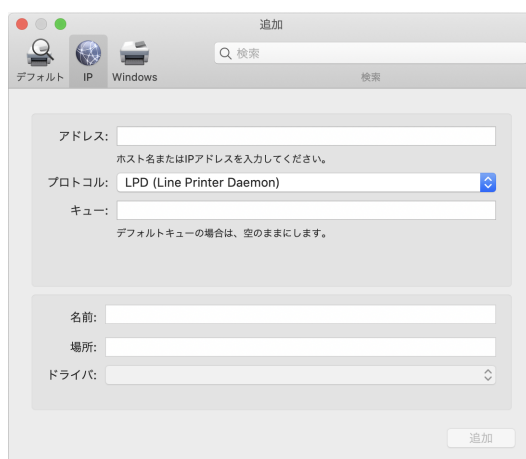 追加
検索
デフォルト IP Windows 検索
アドレス:
ホスト名またはIPアドレスを入力してください。
プロトコル: LPD (Line Printer Daemon)
キュー:
デフォルトキューの場合は、空のままにします。
名前:
場所:
ドライバ:
追加